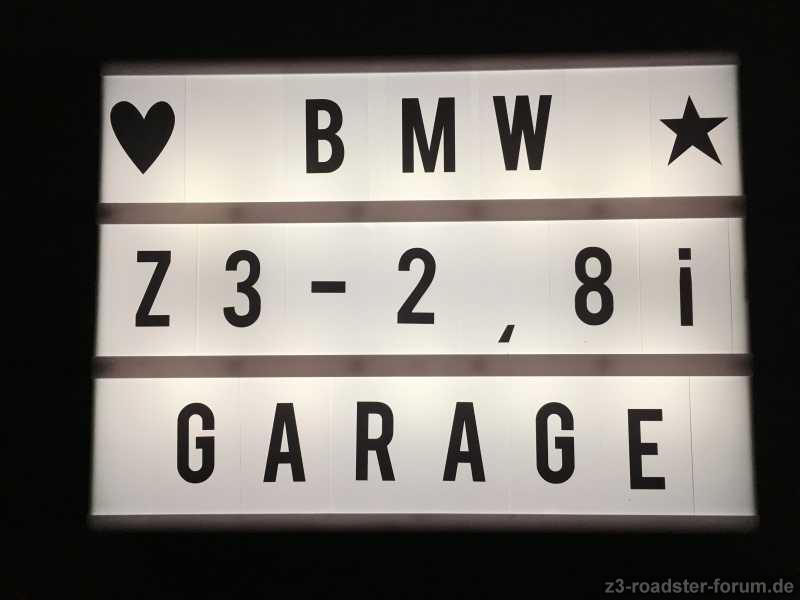 ♥ BMW ★
Z3-2,8i
GARAGE
z3-roadster-forum.de